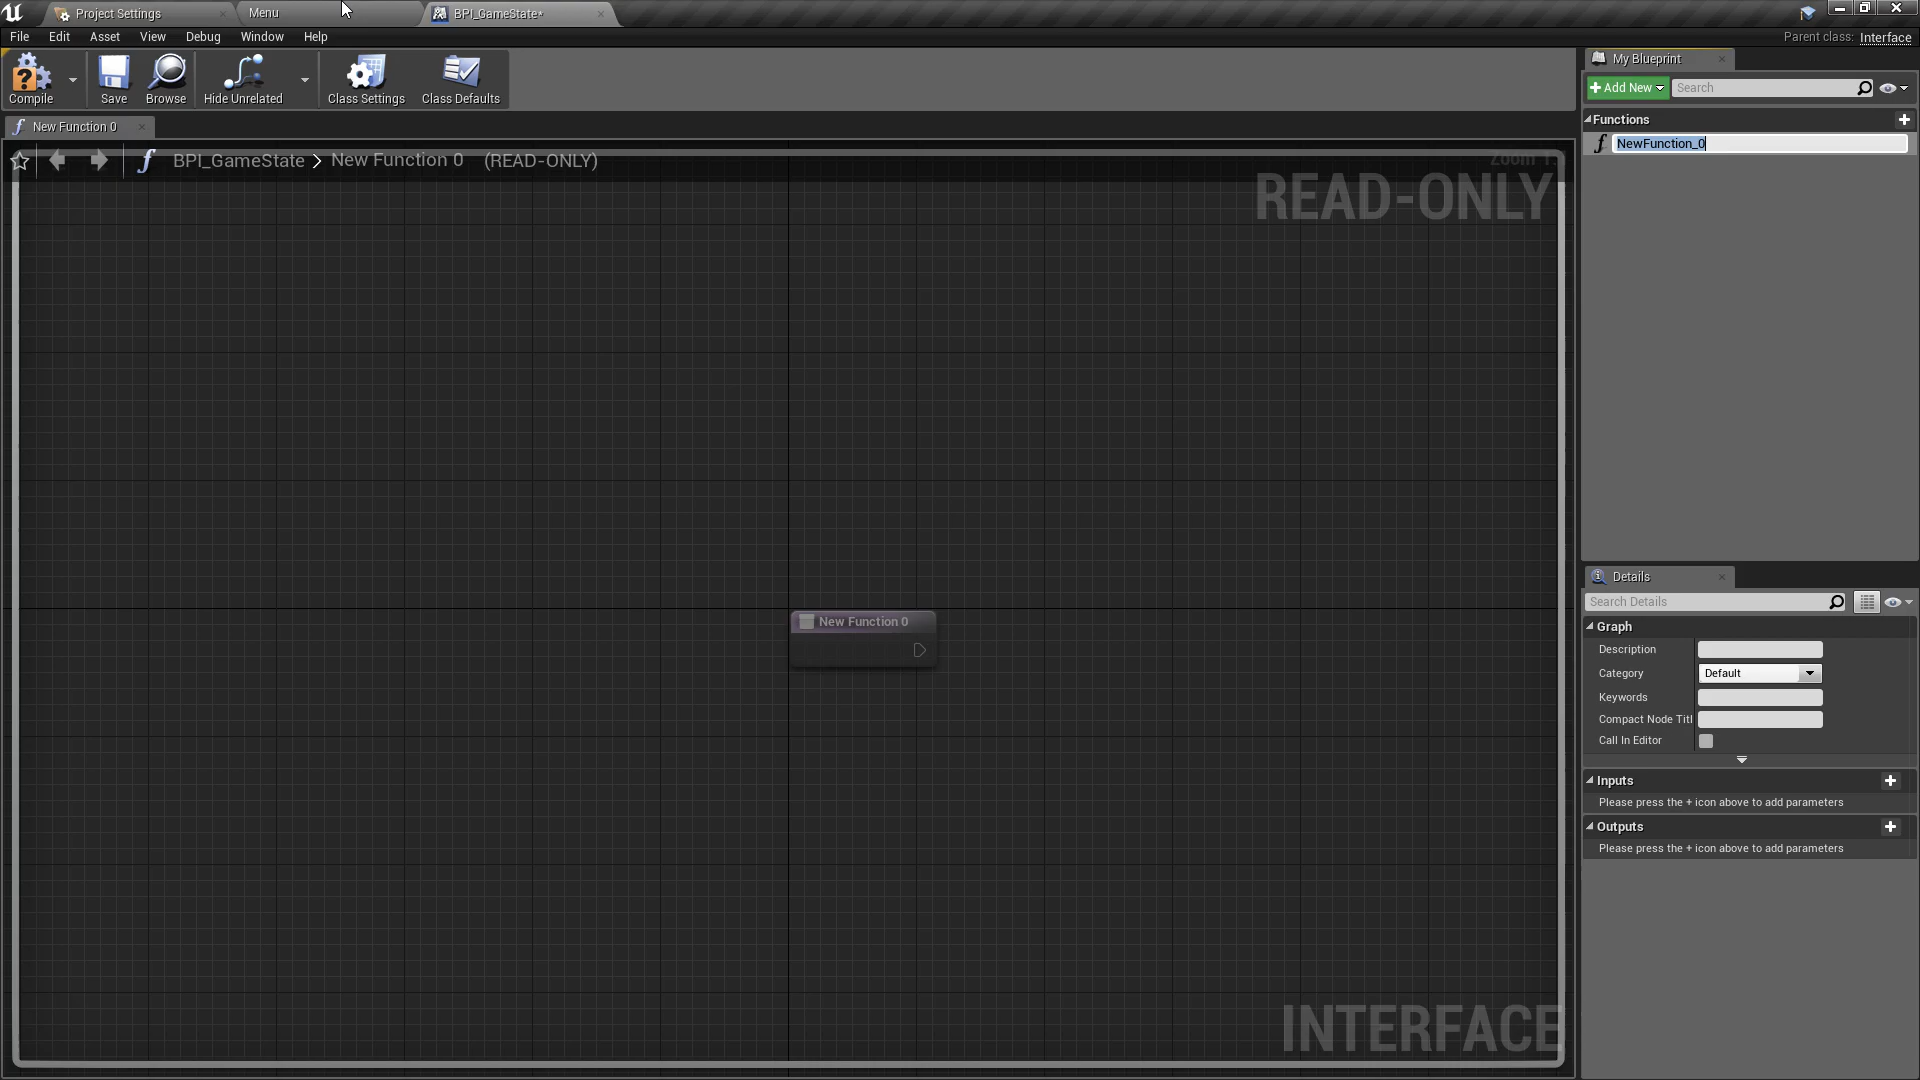 Project Settings
Menu
BPI_GameState*
File Edit Asset View Debug Window Help
Parent class: Interface
Compile
Save
Browse
Hide Unrelated
Class Settings
Class Defaults
My Blueprint
Add New
Search
Functions
NewFunction_0
New Function 0
BPI_GameState > New Function 0 (READ-ONLY)
Zoom 1:
READ-ONLY
New Function 0
INTERFACE
Details
Search Details
Graph
Description
Category Default
Keywords
Compact Node Titl
Call In Editor
Inputs
Please press the + icon above to add parameters
Outputs
Please press the + icon above to add parameters